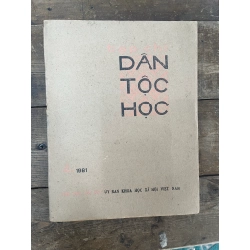 DÂN
TỘC
HỌC
1981
ỦY BAN KHOA HỌC XÃ HỘI VIỆT NAM